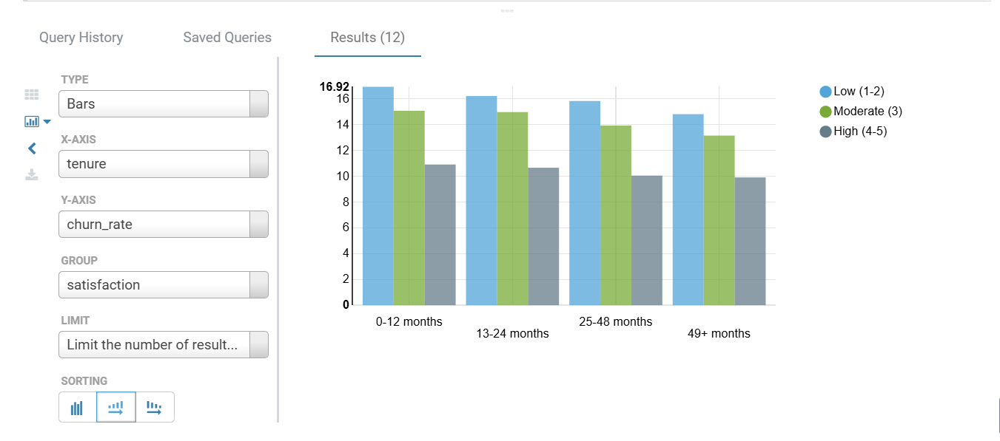 Query History
Saved Queries
Results (12)
TYPE
Bars
X-AXIS
tenure
Y-AXIS
churn_rate
GROUP
satisfaction
LIMIT
Limit the number of result...
SORTING
16.92
16
14
12
10
8
6
4
2
0
0-12 months
13-24 months
25-48 months
49+ months
Low (1-2)
Moderate (3)
High (4-5)